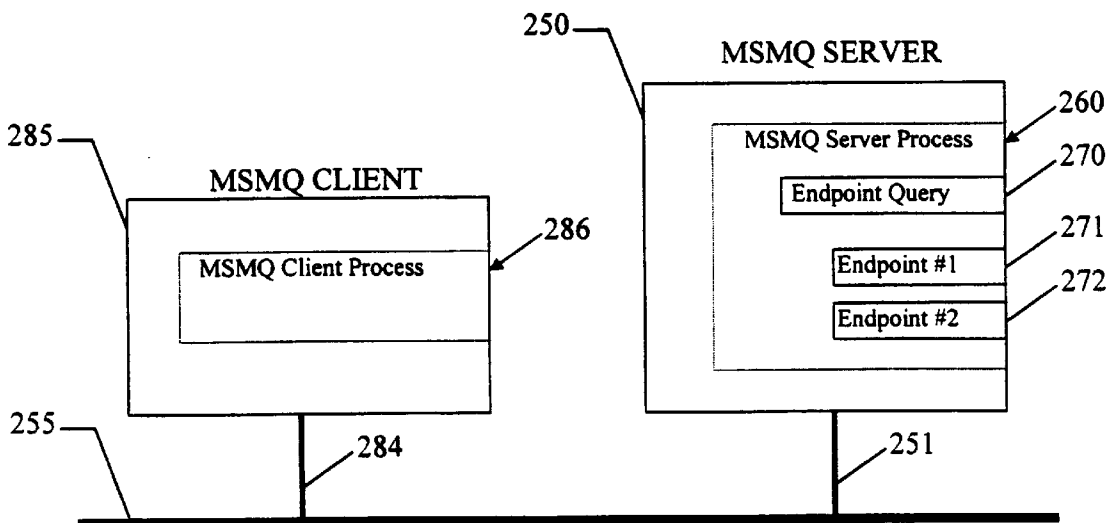 250
MSMQ SERVER
285
260
MSMQ Server Process
270
MSMQ CLIENT
Endpoint Query
286
271
MSMQ Client Process
Endpoint #1
272
Endpoint #2
255
284
251